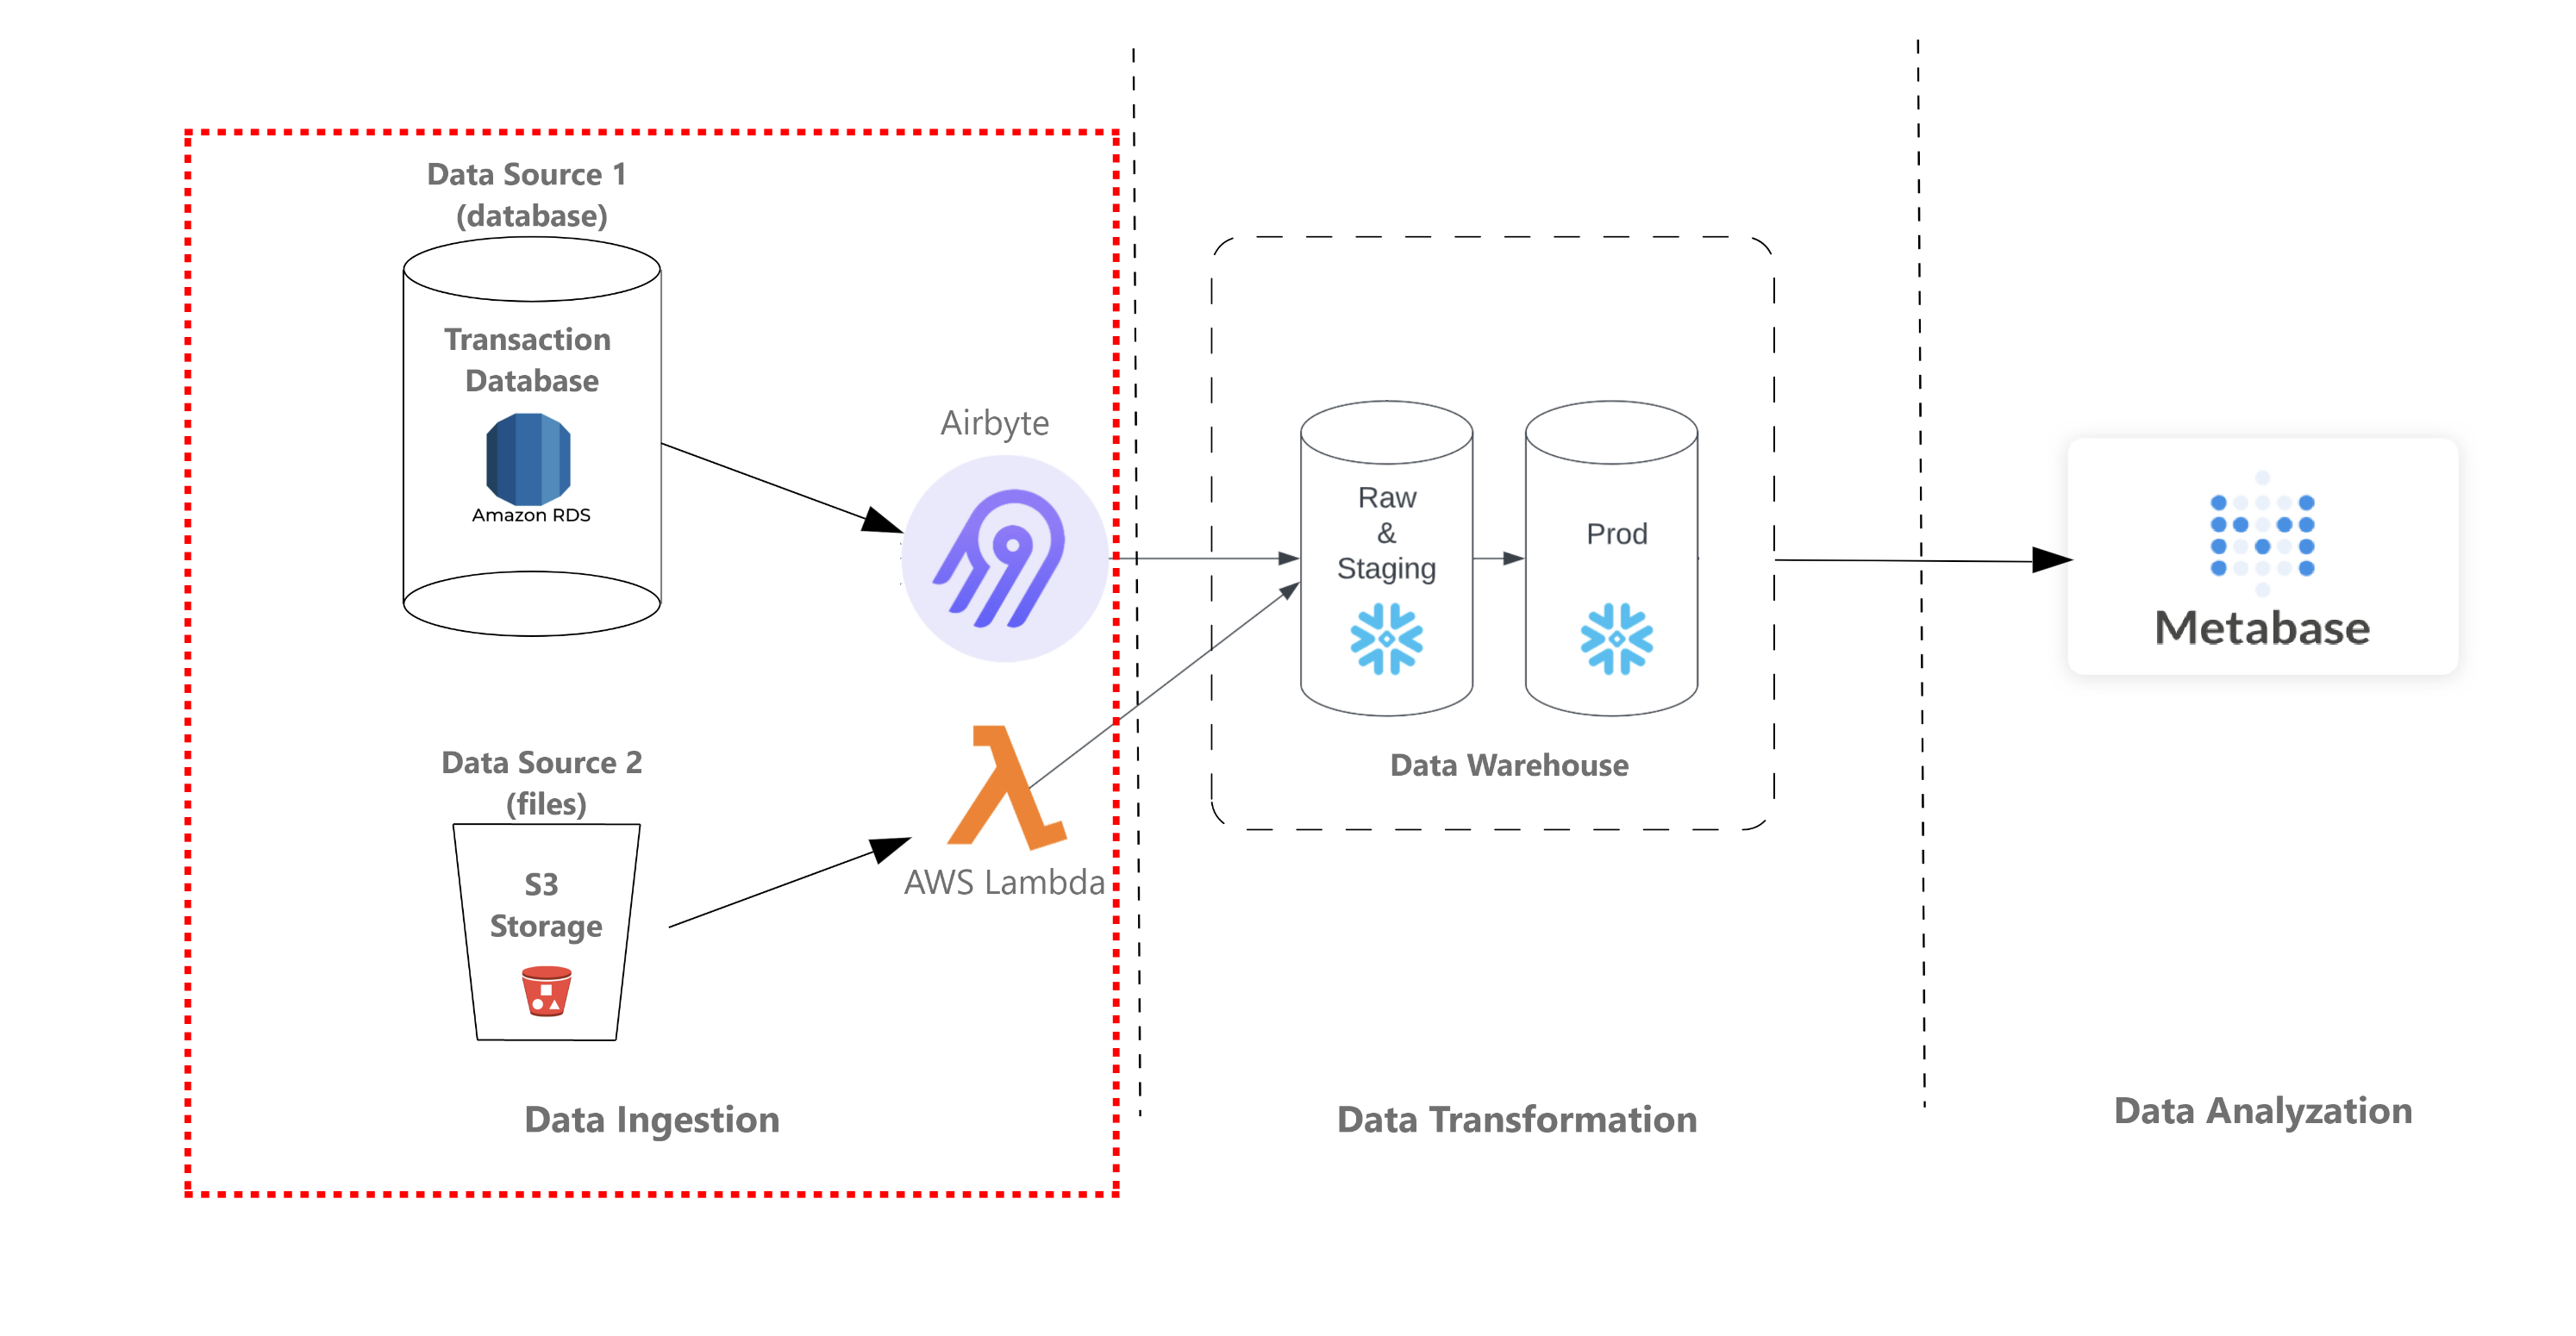 Data Source 1
(database)
Transaction
Database
Amazon RDS
Airbyte
Data Source 2
(files)
S3
Storage
AWS Lambda
Data Ingestion
Raw
&
Staging
Prod
Data Warehouse
Data Transformation
Metabase
Data Analyzation